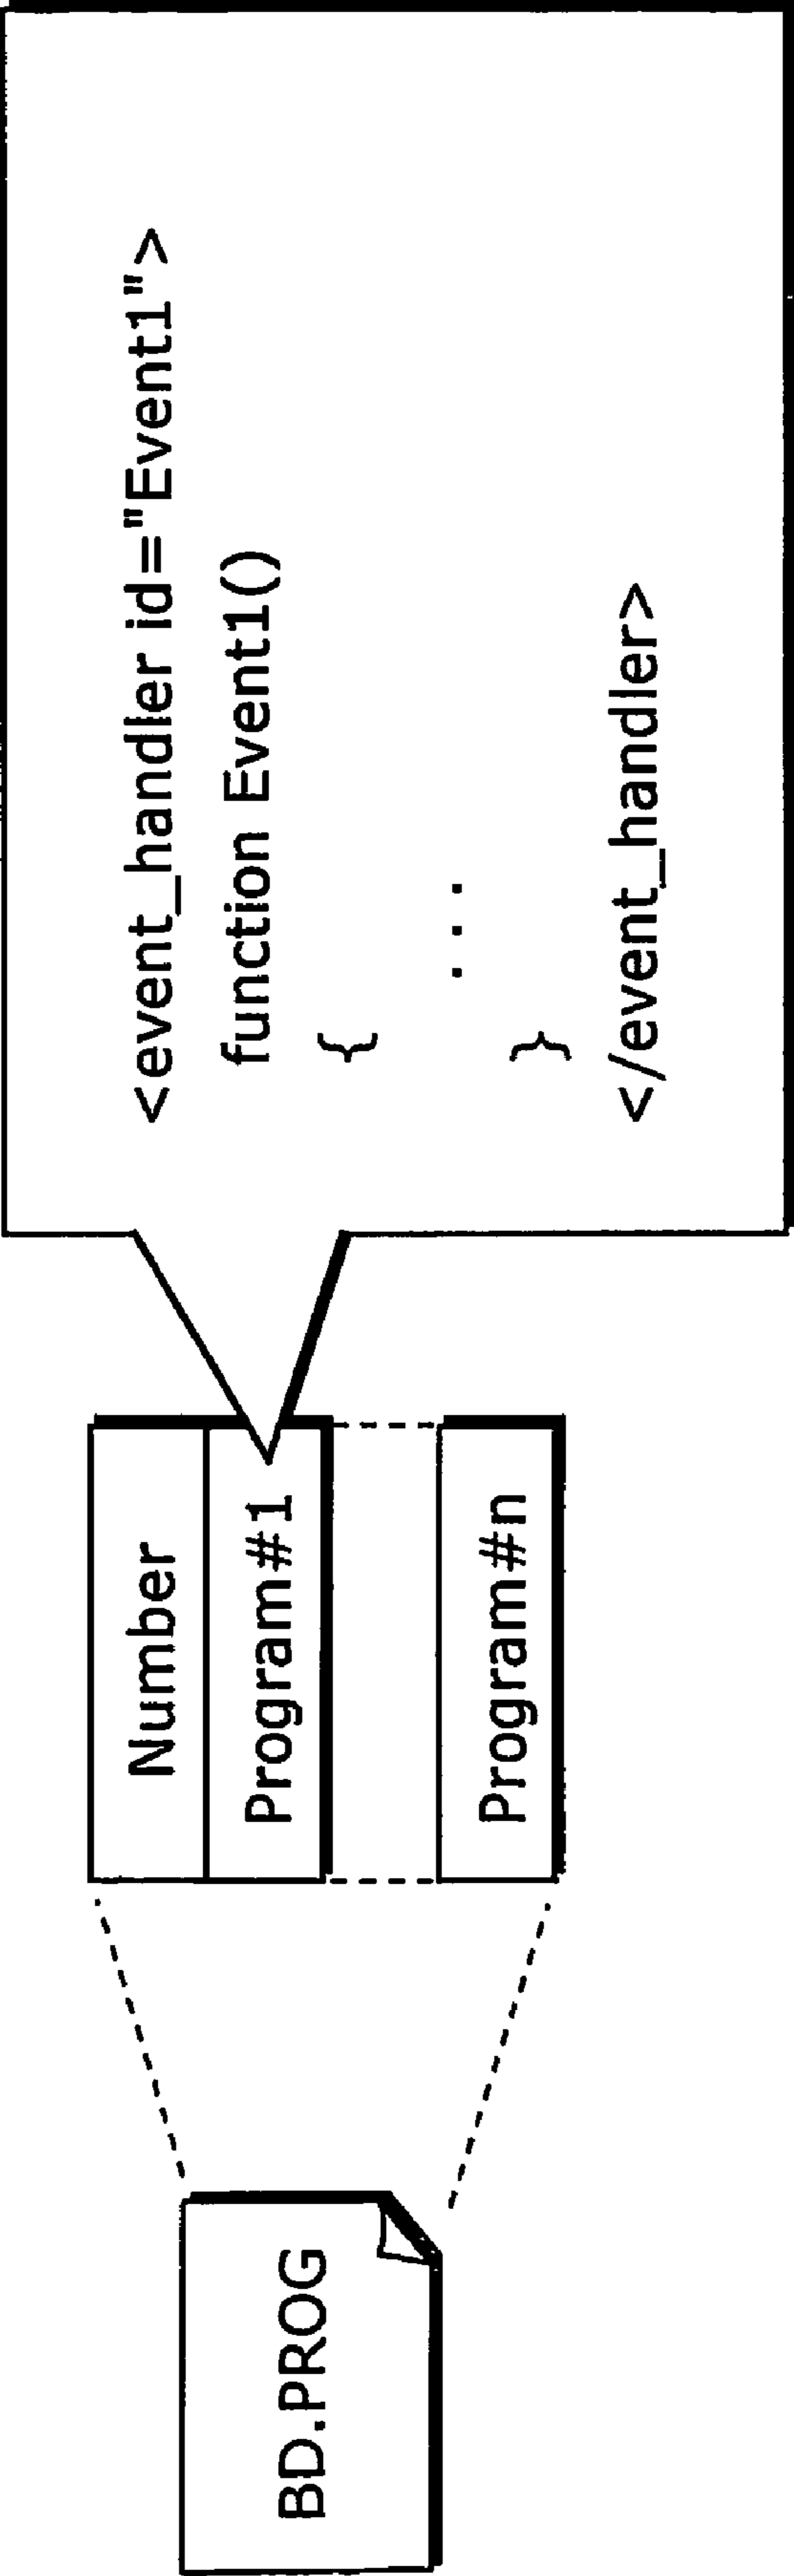 BD.PROG
Number
Program#1
Program#n
<event_handler id="Event1">
function Event1()
{
...
}
</event_handler>